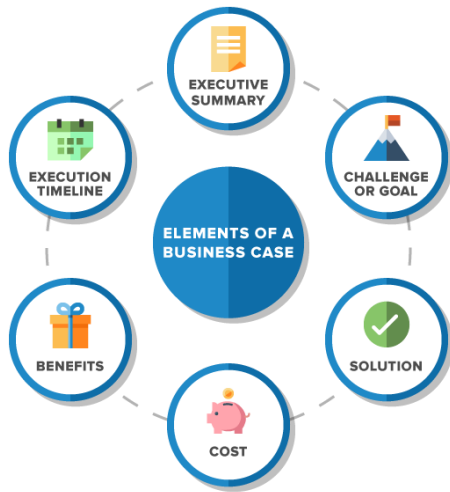 EXECUTIVE
SUMMARY
CHALLENGE
OR GOAL
SOLUTION
COST
BENEFITS
EXECUTION
TIMELINE
ELEMENTS OF A
BUSINESS CASE